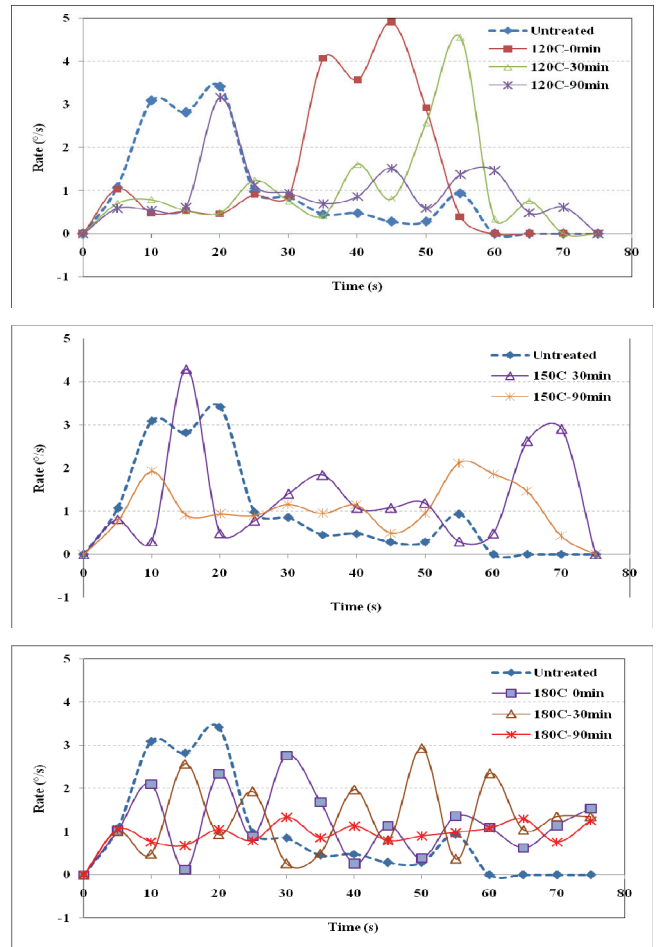 5
Untreated
120C-0min
4
120C-30min
120C-90min
3
Rate (°/s)
2
1
0
0 10 20 30 40 50 60 70 80
-1
Time (s)
5
Untreated
150C-30min
4
150C-90min
3
Rate (°/s)
2
1
0
0 10 20 30 40 50 60 70 80
-1
Time (s)
5
Untreated
180C-0min
4
180C-30min
180C-90min
3
Rate (°/s)
2
1
0
0 10 20 30 40 50 60 70 80
-1
Time (s)